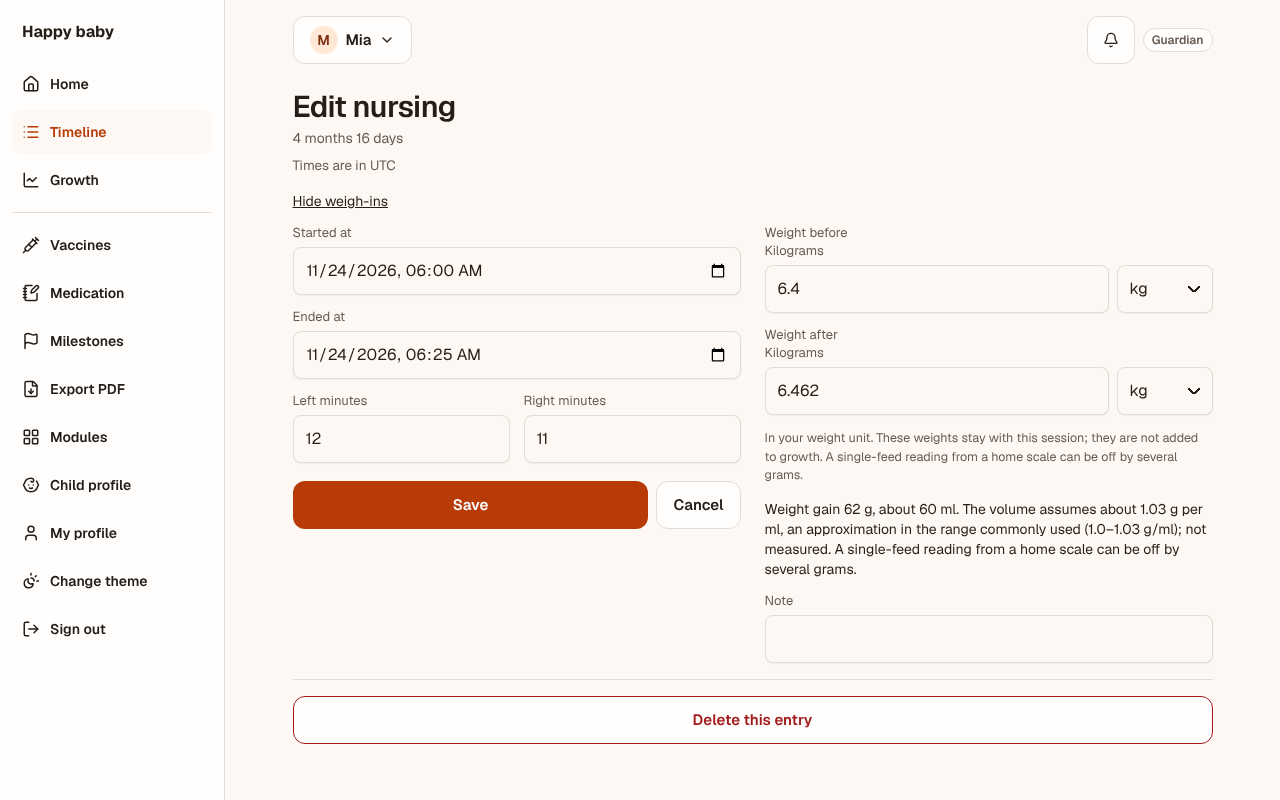 Happy baby
Home
Timeline
Growth
Vaccines
Medication
Milestones
Export PDF
Modules
Child profile
My profile
Change theme
Sign out
M Mia
Guardian
Edit nursing
4 months 16 days
Times are in UTC
Hide weigh-ins
Started at
11/24/2026, 06:00 AM
Ended at
11/24/2026, 06:25 AM
Left minutes
Right minutes
12
11
Save
Cancel
Weight before
Kilograms
6.4
kg
Weight after
Kilograms
6.462
kg
In your weight unit. These weights stay with this session; they are not added
to growth. A single-feed reading from a home scale can be off by several
grams.
Weight gain 62 g, about 60 ml. The volume assumes about 1.03 g per
ml, an approximation in the range commonly used (1.0–1.03 g/ml); not
measured. A single-feed reading from a home scale can be off by
several grams.
Note
Delete this entry